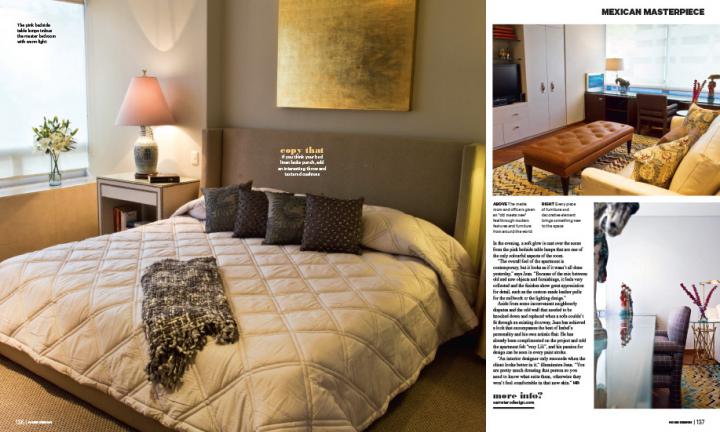 The pink bedside
table lamps imbue
the master bedroom
with warm light
copy that
If you think your bed
linen lacks punch, add
an interesting throw and
textured cushions
136 | HOME DESIGN
MEXICAN MASTERPIECE
ABOVE The media
room and office is given
an "old meets new"
feel through modern
features and furniture
from around the world
RIGHT Every piece
of furniture and
decorative element
brings something new
to the space
In the evening, a soft glow is cast over the room
from the pink bedside table lamps that are one of
the only colourful aspects of the room.
"The overall feel of the apartment is
contemporary, but it looks as if it wasn't all done
yesterday," says Juan. "Because of the mix between
old and new objects and furnishings, it feels very
collected and the finishes show great appreciation
for detail, such as the custom-made leather pulls
for the millwork or the lighting design."
Aside from some inconvenient neighbourly
disputes and the odd wall that needed to be
knocked down and replaced when a sofa couldn't
fit through an existing doorway, Juan has achieved
a look that encompasses the best of Isabel's
personality and his own artistic flair. He has
already been complimented on the project and told
the apartment felt "very Lili", and his passion for
design can be seen in every paint stroke.
"An interior designer only succeeds when the
client looks better in it," illuminates Juan. "You
are pretty much dressing that person so you
need to know what suits them, otherwise they
won't feel comfortable in that new skin." HD
more info?
HOME DESIGN | 137